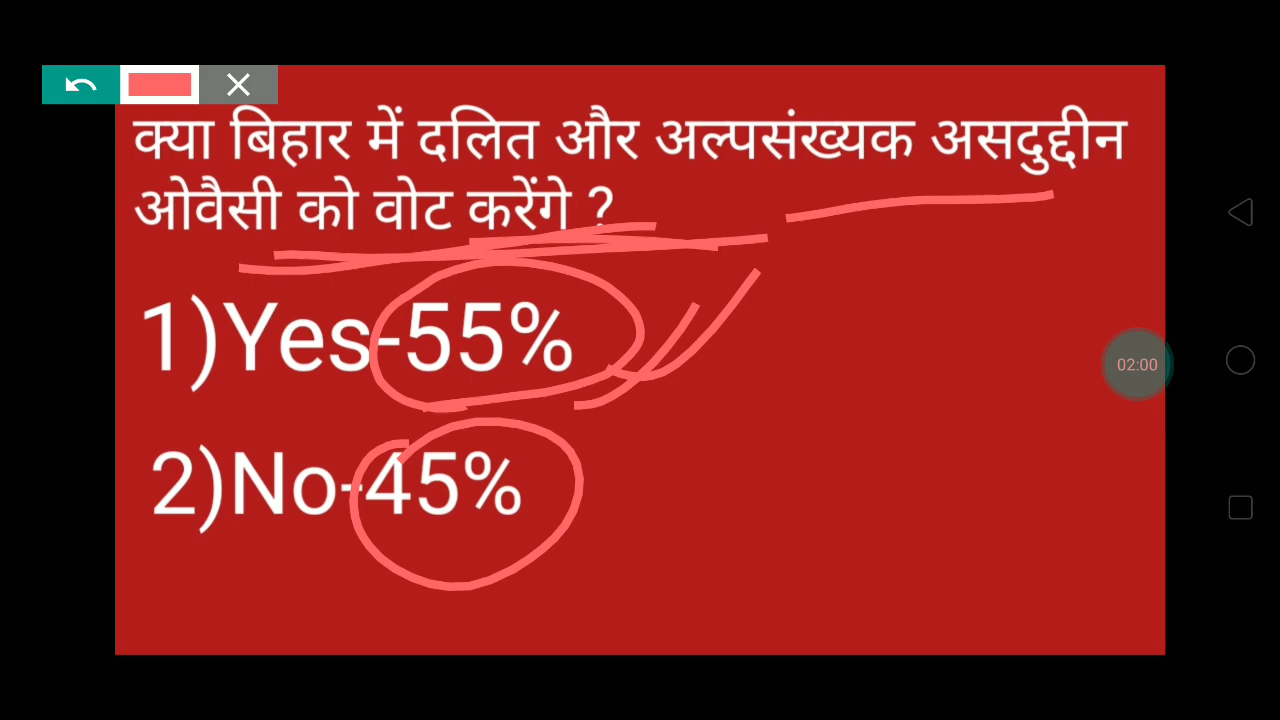 क्या बिहार में दलित और अल्पसंख्यक असदुद्दीन
ओवैसी को वोट करेंगे ?
1)Yes-55%
02:00
2)No-45%